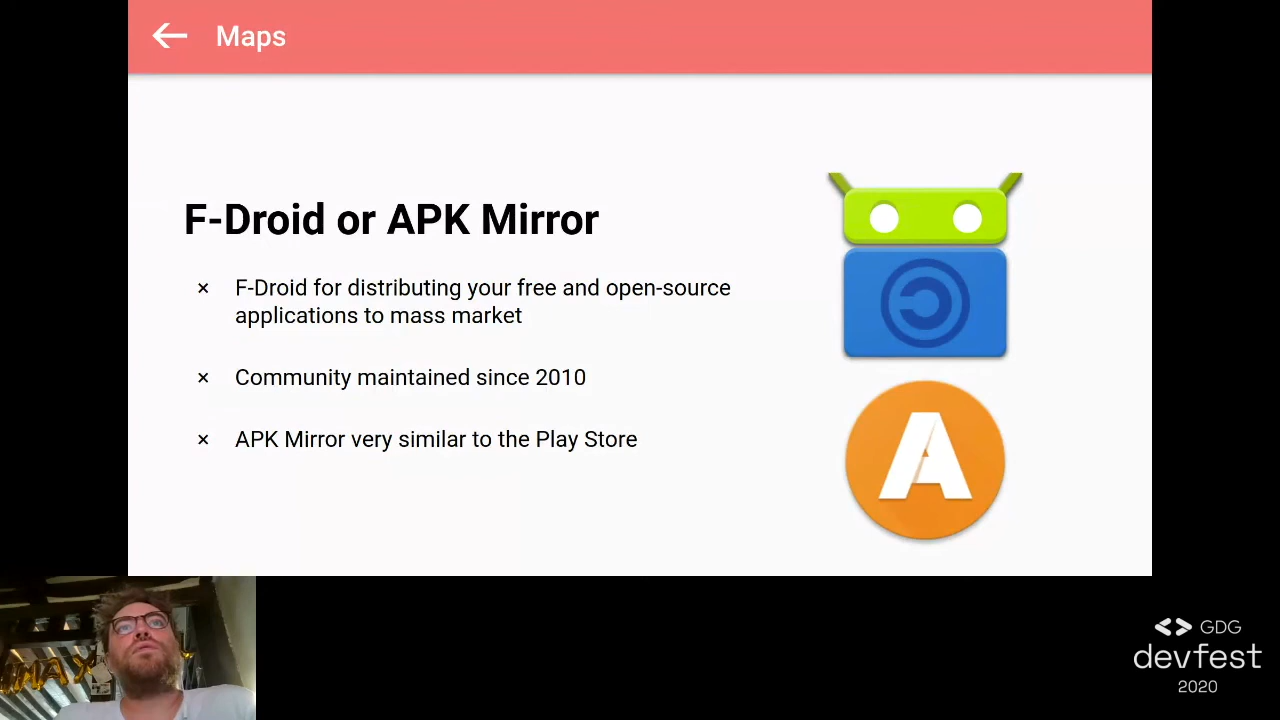 Maps
F-Droid or APK Mirror
× F-Droid for distributing your free and open-source
applications to mass market
× Community maintained since 2010
× APK Mirror very similar to the Play Store
A
<> GDG
devfest
2020